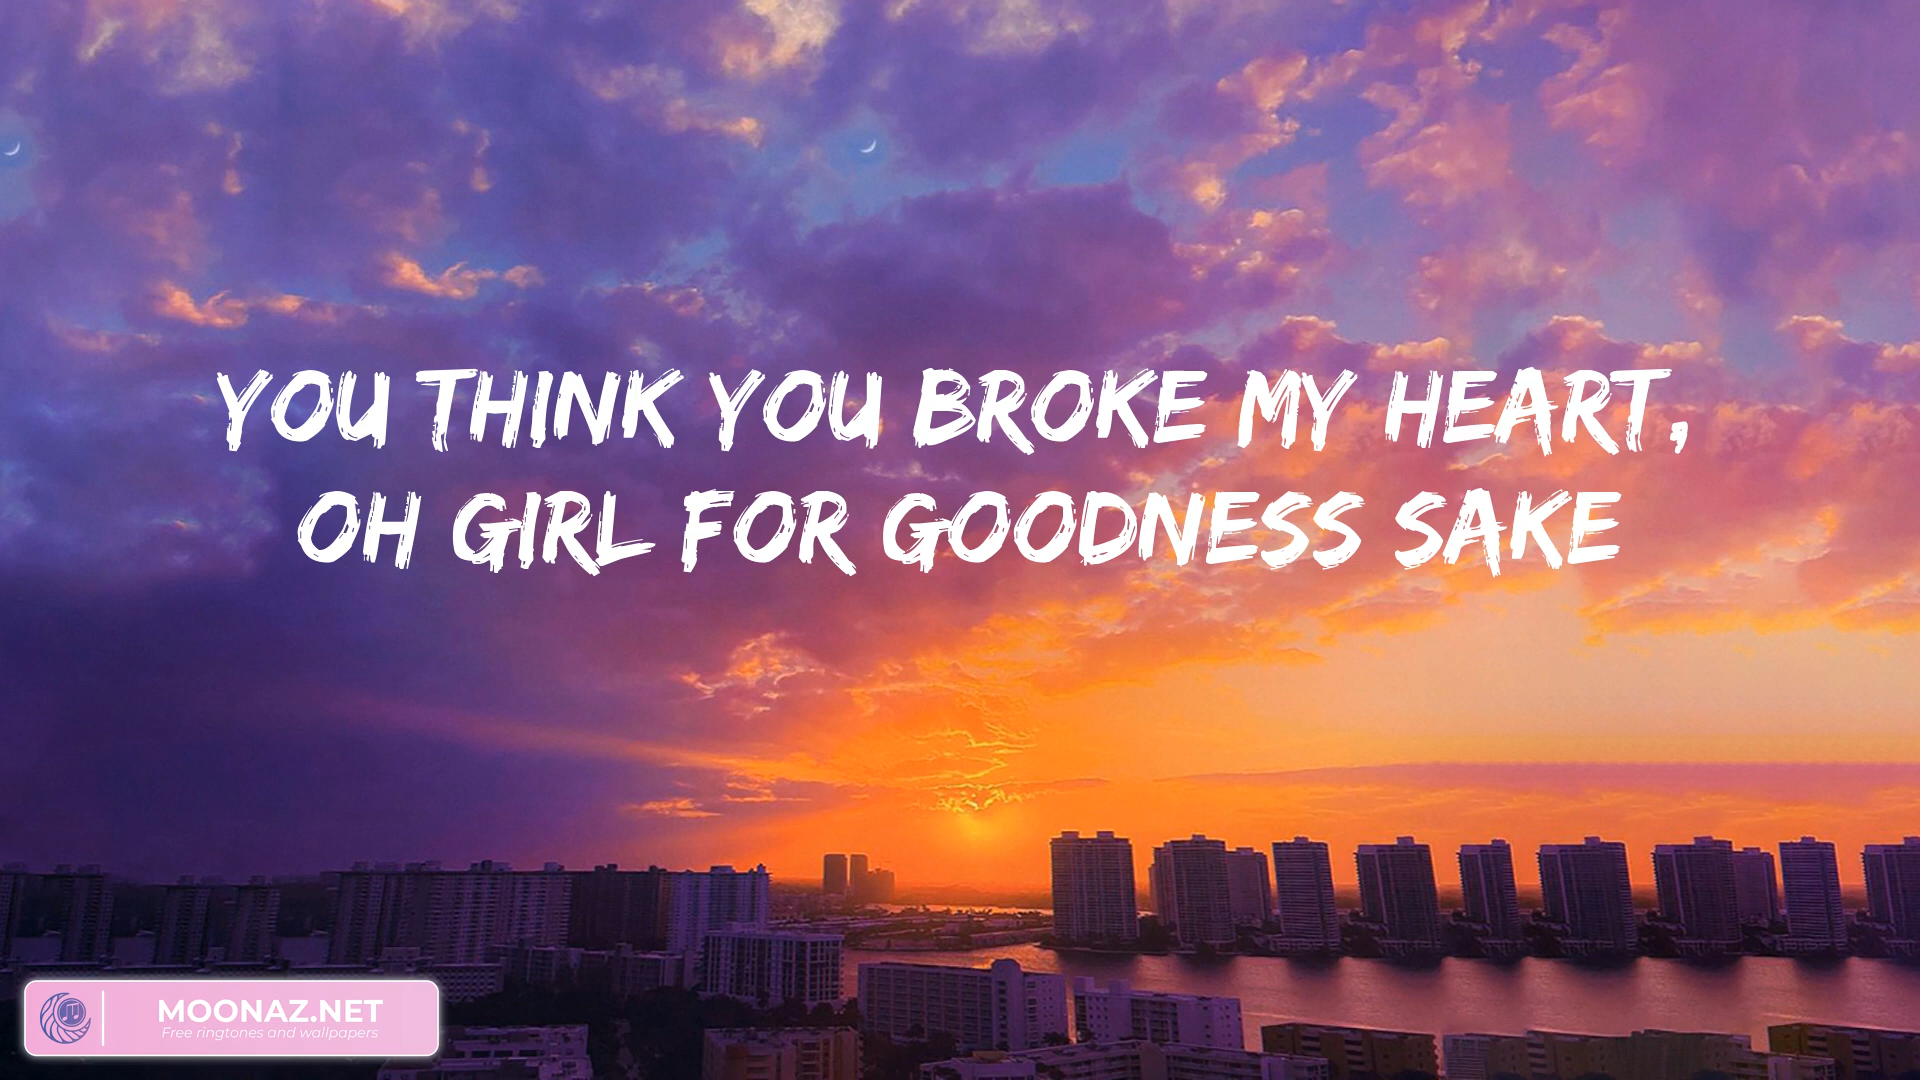 YOU THINK YOU BROKE MY HEART,
OH GIRL FOR GOODNESS SAKE
MOONAZ.NET
Free ringtones and wallpapers